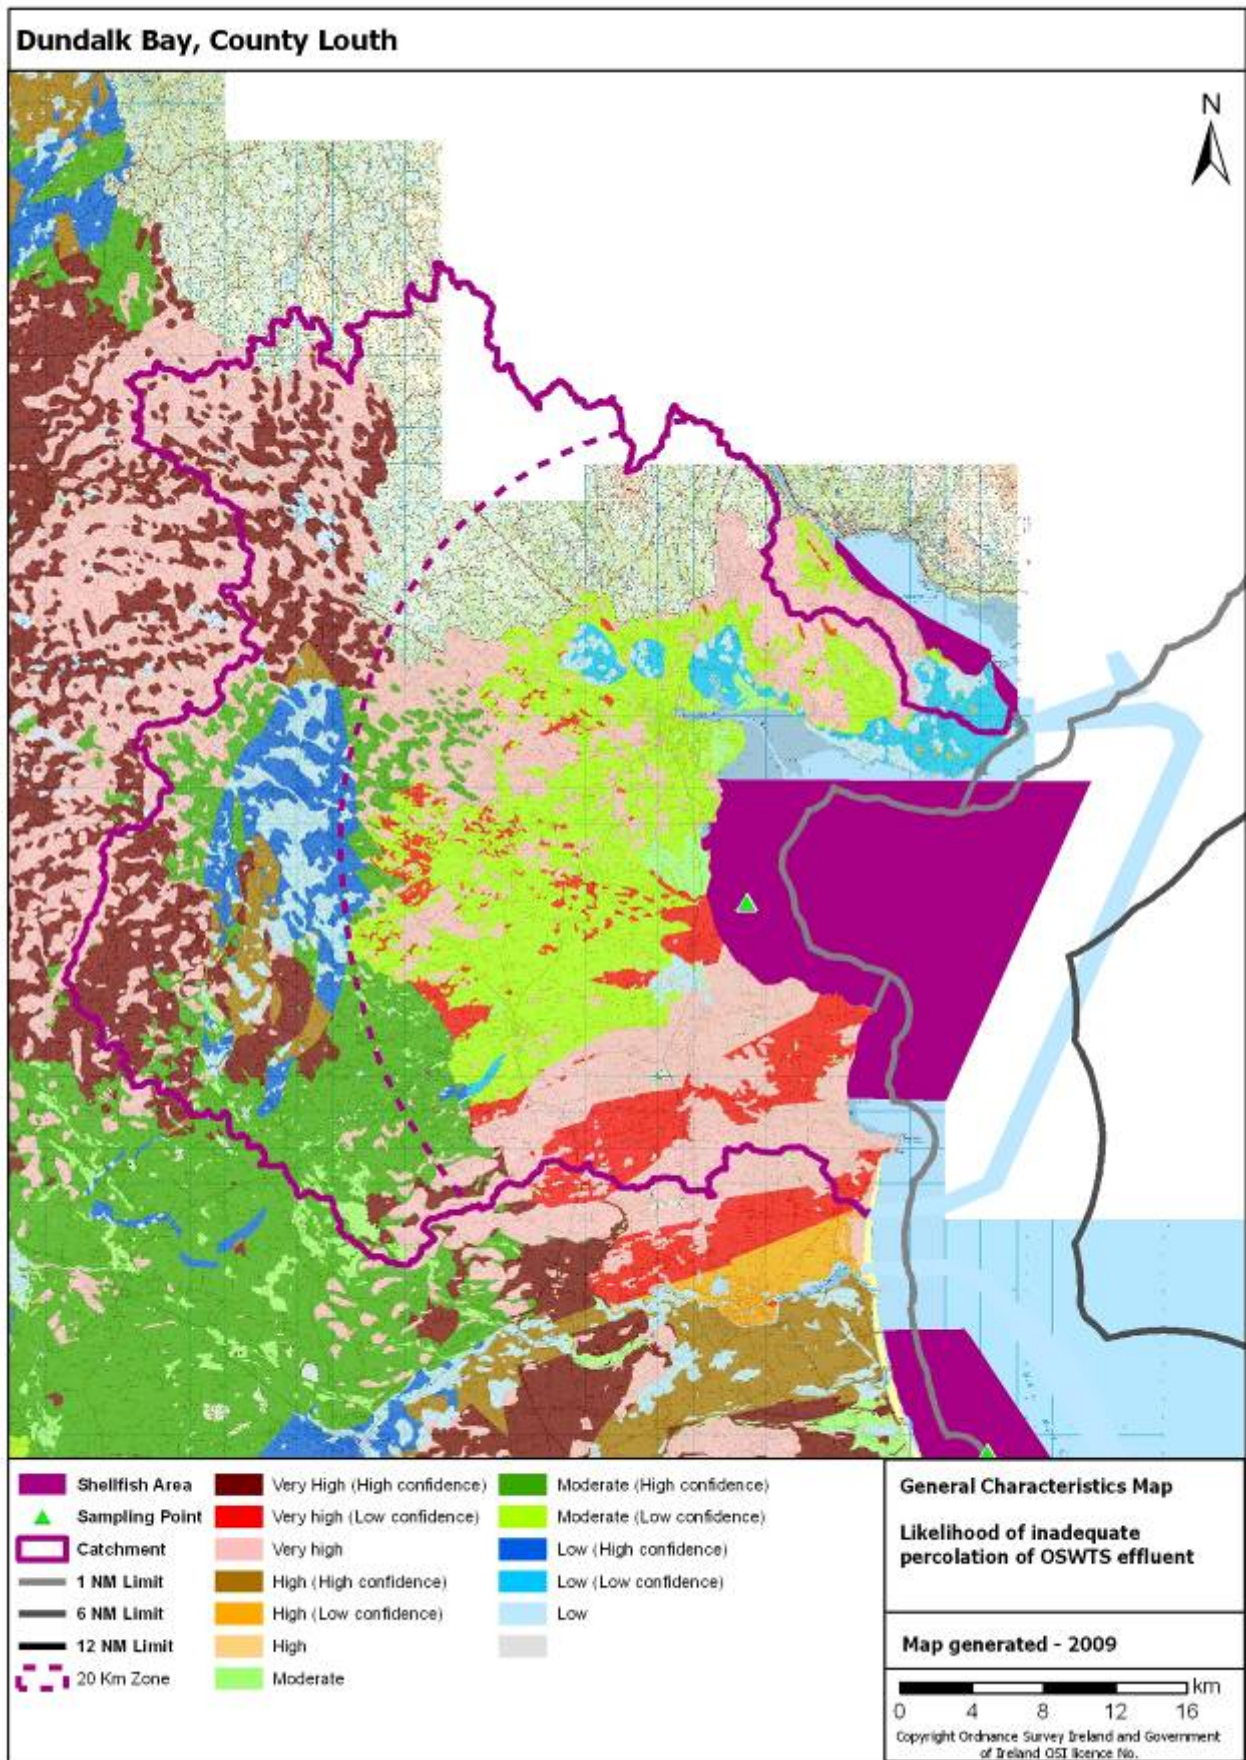 Dundalk Bay, County Louth
N
Shellfish Area
Sampling Point
Catchment
1 NM Limit
6 NM Limit
12 NM Limit
20 Km Zone
Very High (High confidence)
Very high (Low confidence)
Very high
High (High confidence)
High (Low confidence)
High
Moderate
Moderate (High confidence)
Moderate (Low confidence)
Low (High confidence)
Low (Low confidence)
Low
General Characteristics Map
Likelihood of inadequate
percolation of OSWTS effluent
Map generated - 2009
km
0 4 8 12 16
Copyright Ordnance Survey Ireland and Government
of Ireland OSI licence No.